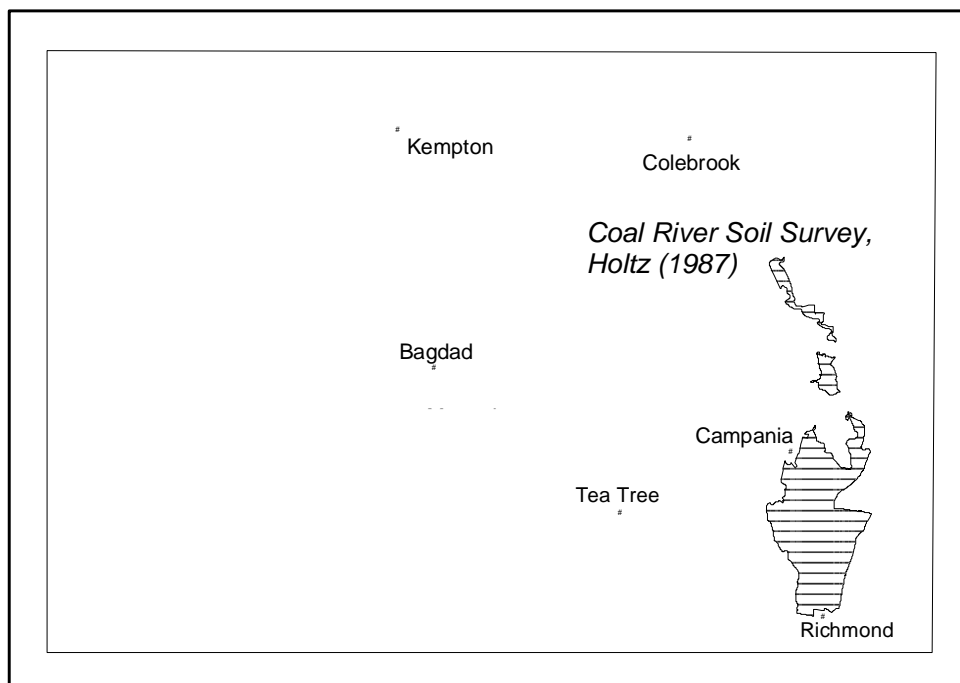 Kempton
Colebrook
Coal River Soil Survey,
Holtz (1987)
Bagdad
Campania
Tea Tree
Richmond